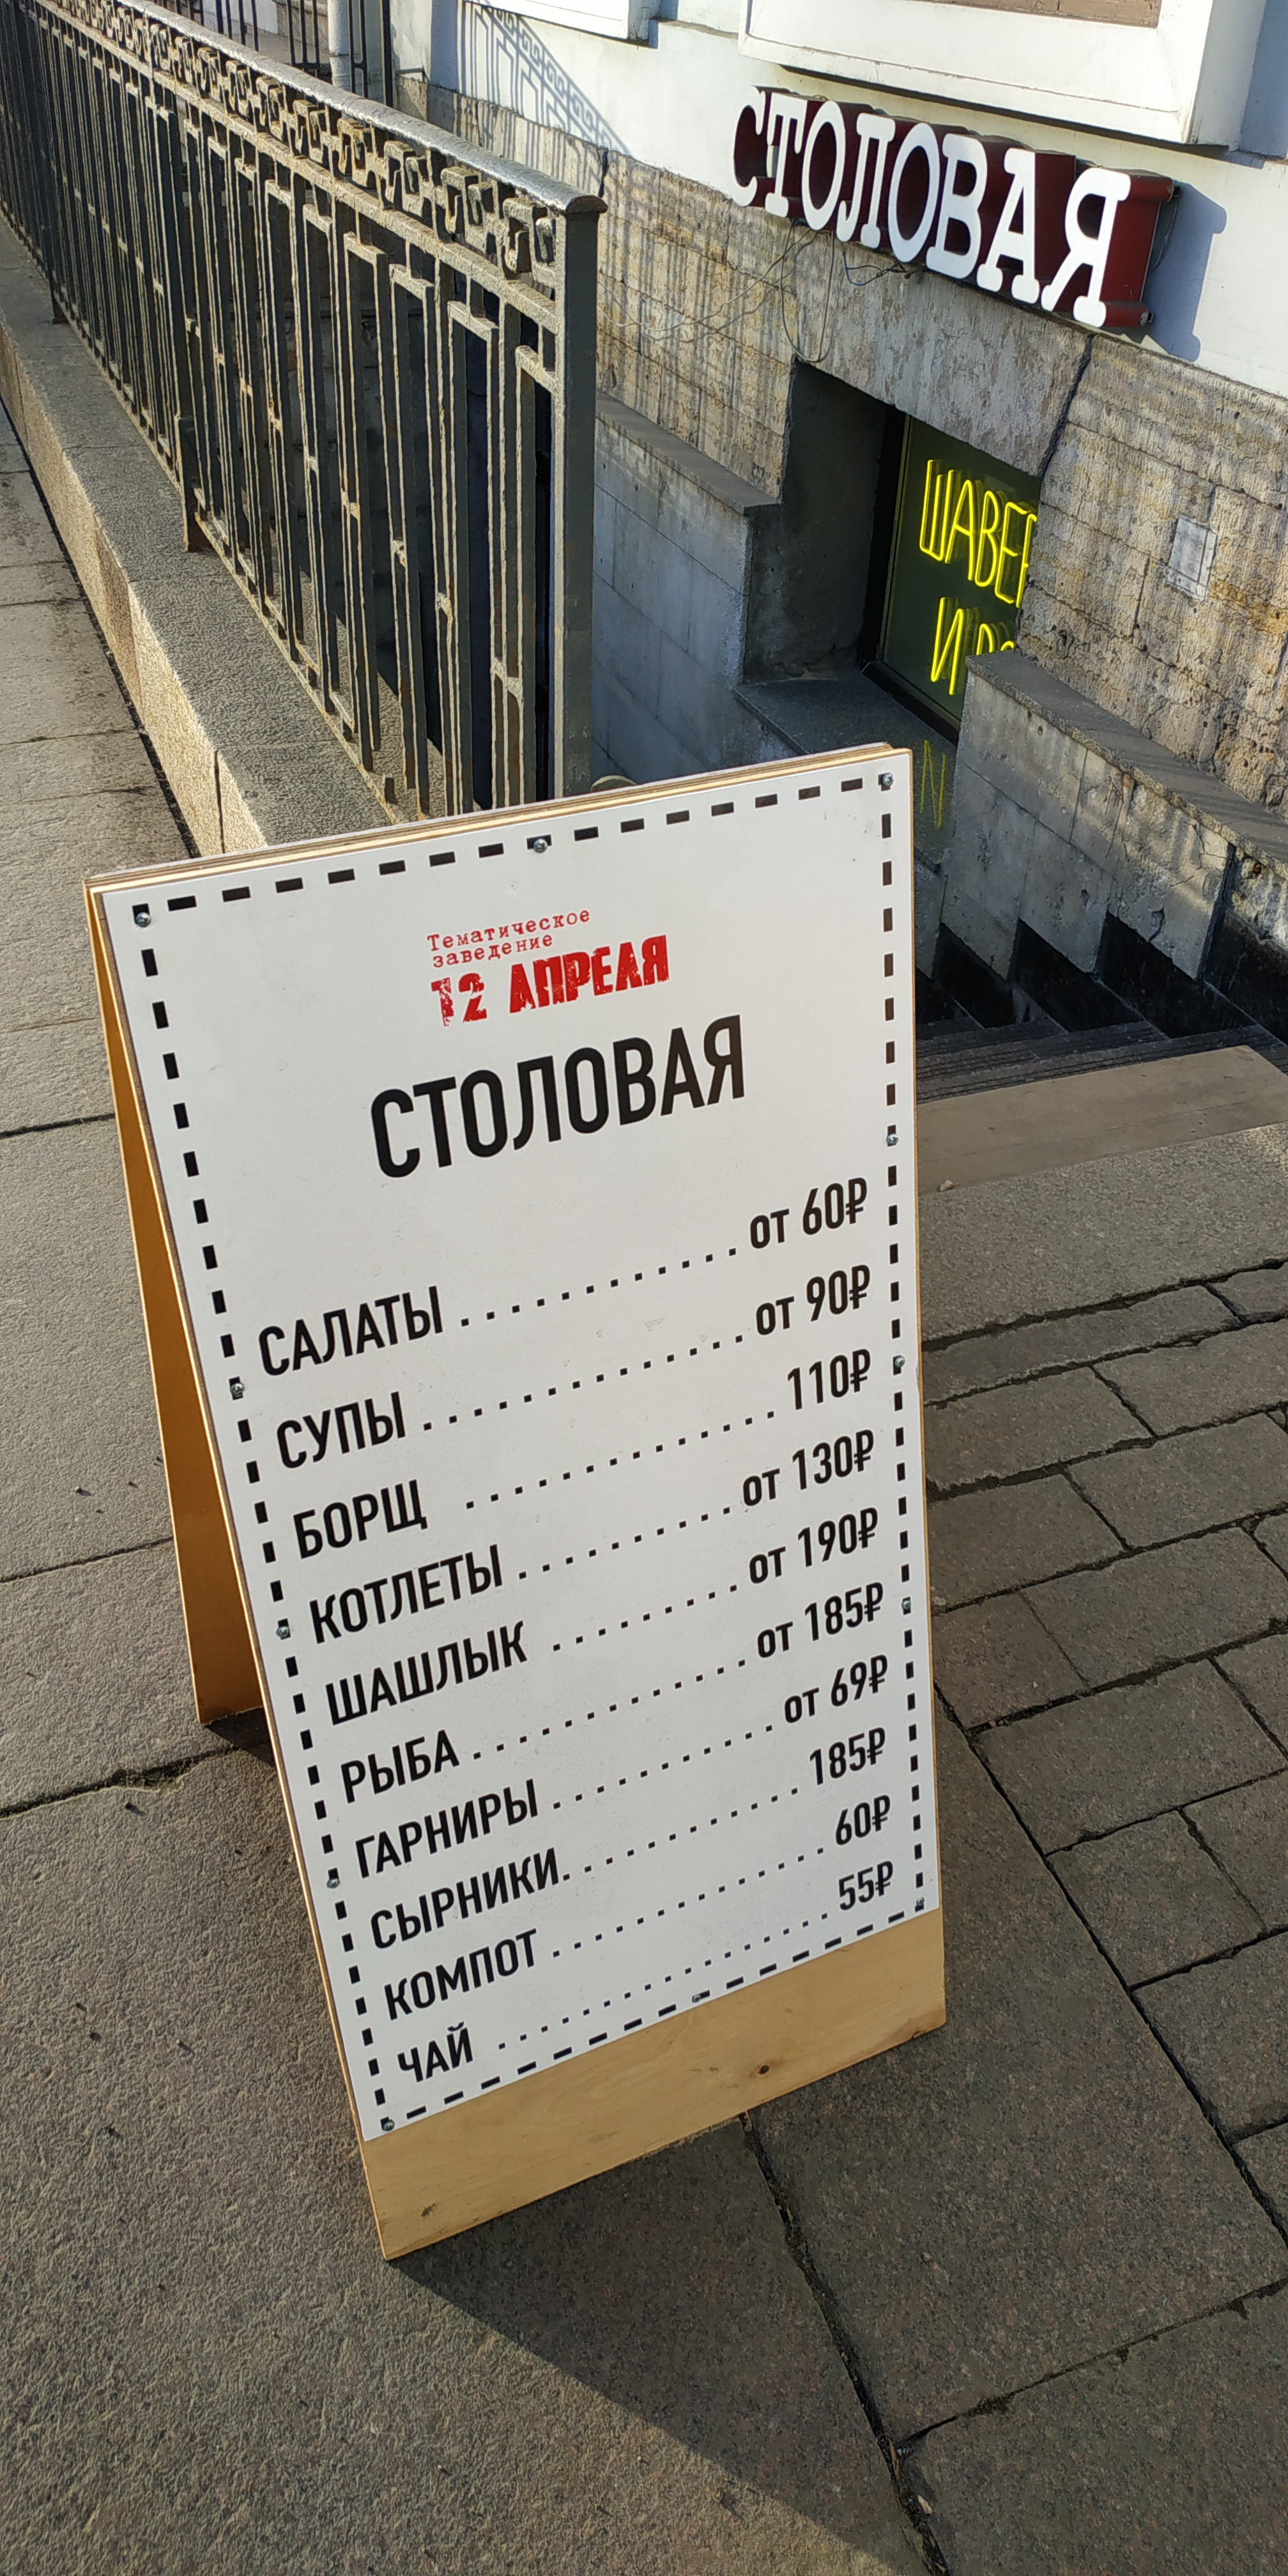 СТОЛОВАЯ
Тематическое
заведение
12 АПРЕЛЯ
СТОЛОВАЯ
САЛАТЫ ............ от 60₽
СУПЫ .............. от 90₽
БОРЩ ............. 110₽
КОТЛЕТЫ ........... от 130₽
ШАШЛЫК .......... от 190₽
РЫБА .............. от 185₽
ГАРНИРЫ ............ от 69₽
СЫРНИКИ ............. 185₽
КОМПОТ ............... 60₽
ЧАЙ .................. 55₽